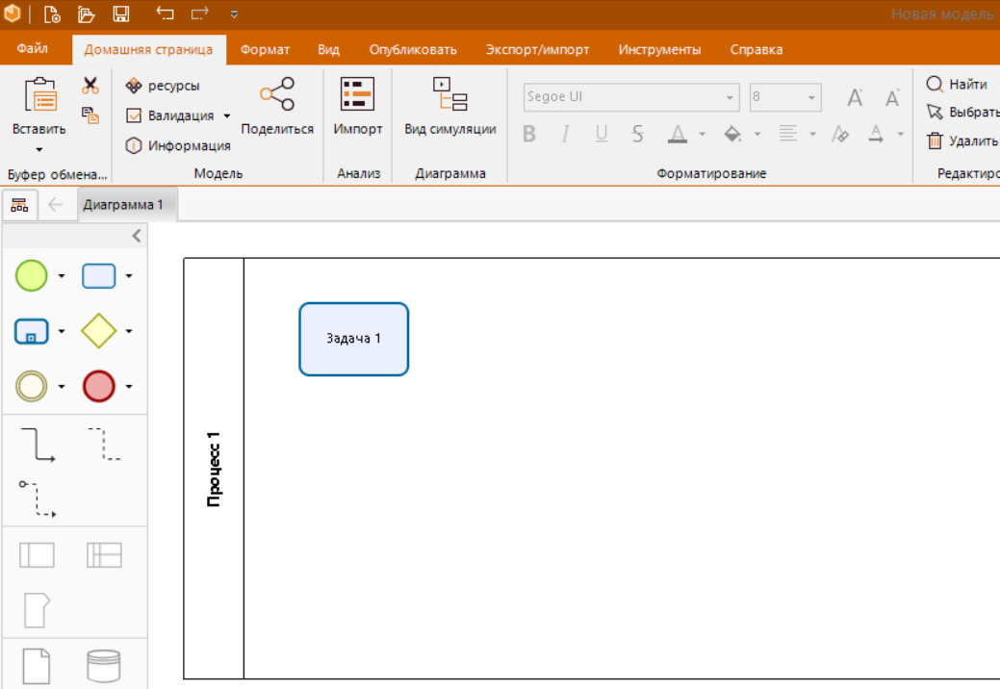 Новая модель
Файл Домашняя страница Формат Вид Опубликовать Экспорт/импорт Инструменты Справка
Вставить
ресурсы
Валидация
Информация
Поделиться
Импорт
Вид симуляции
Segoe UI 8
B I U S A
Найти
Выбрать
Удалить
Буфер обмена... Модель Анализ Диаграмма Форматирование Редактиро
Диаграмма 1
Задача 1
Процесс 1